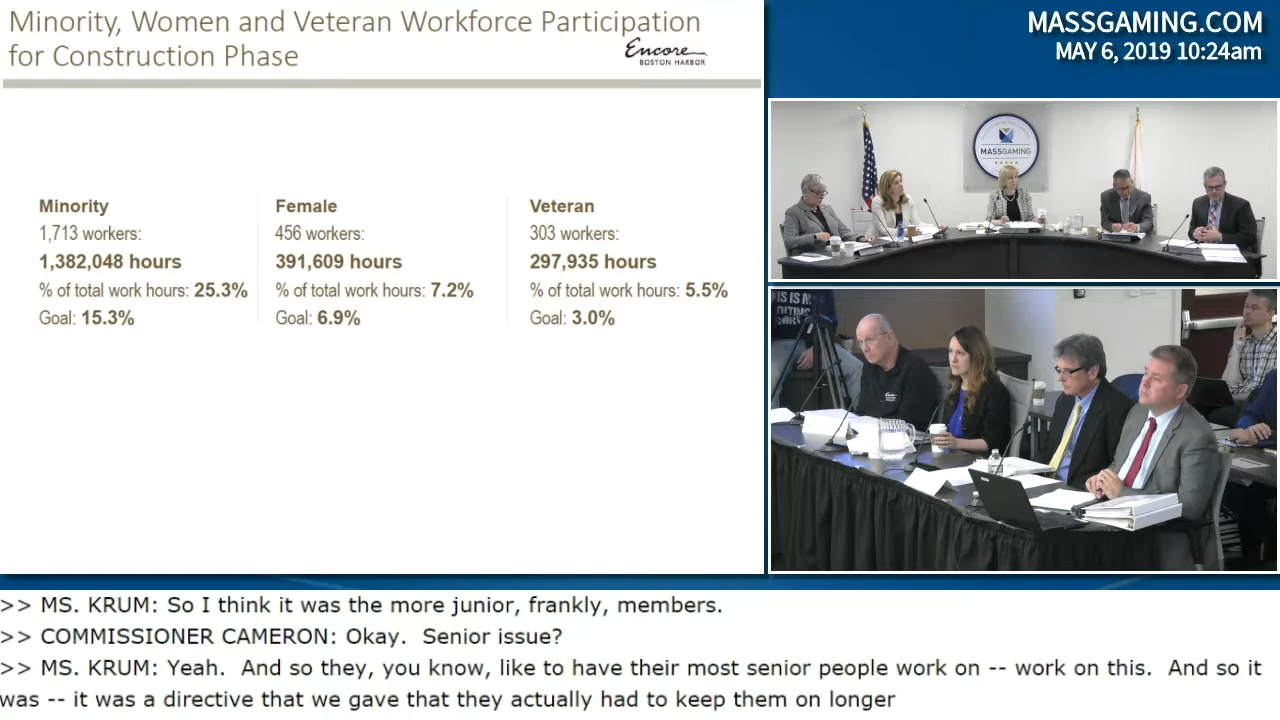 Minority, Women and Veteran Workforce Participation
for Construction Phase
Encore
BOSTON HARBOR
MASSGAMING.COM
MAY 6, 2019 10:24am
Minority
1,713 workers:
1,382,048 hours
% of total work hours: 25.3%
Goal: 15.3%
Female
456 workers:
391,609 hours
% of total work hours: 7.2%
Goal: 6.9%
Veteran
303 workers:
297,935 hours
% of total work hours: 5.5%
Goal: 3.0%
MASSGAMING
>> MS. KRUM: So I think it was the more junior, frankly, members.
>> COMMISSIONER CAMERON: Okay.  Senior issue?
>> MS. KRUM: Yeah.  And so they, you know, like to have their most senior people work on -- work on this.  And so it
was -- it was a directive that we gave that they actually had to keep them on longer